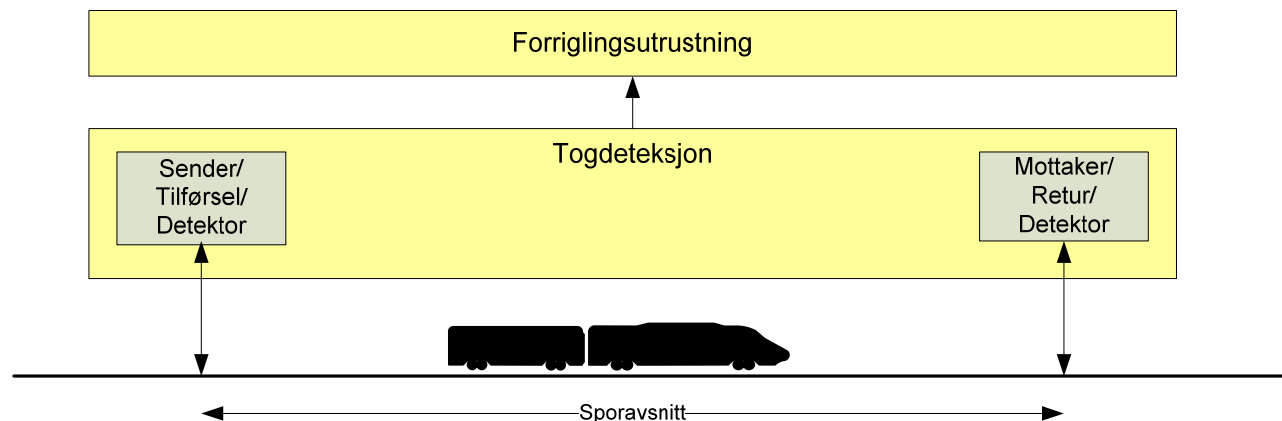 Forriglingsutrustning
Togdeteksjon
Sender/
Tilførsel/
Detektor
Mottaker/
Retur/
Detektor
Sporavsnitt